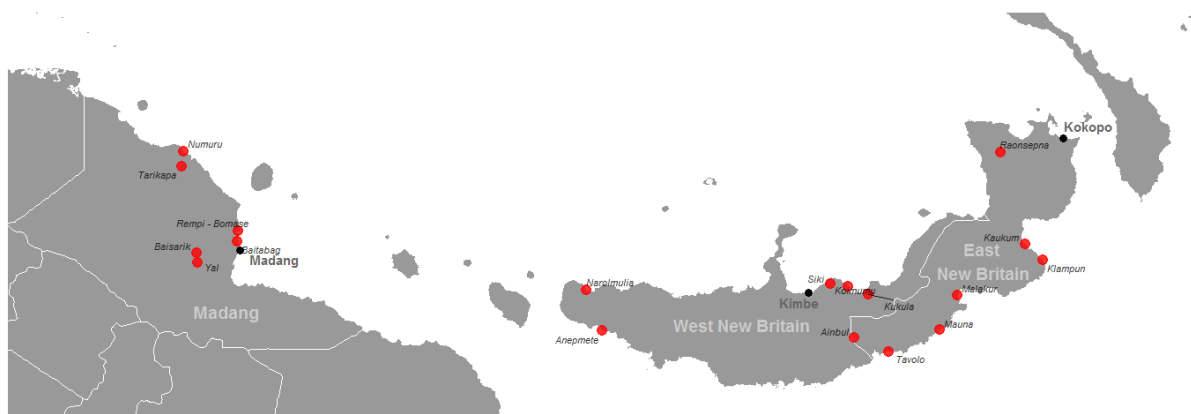 Kokopo
Numuru
Raonsepna
Tarikapa
Rempi - Bomase
Kaukum
Baisarik
Baitabag
Madang
East
New Britain
Klampun
Yal
Siki
Narolmulia
Koimumu
Malakur
Kimbe
Kukula
Madang
West New Britain
Ainbul
Mauna
Anepmete
Tavolo